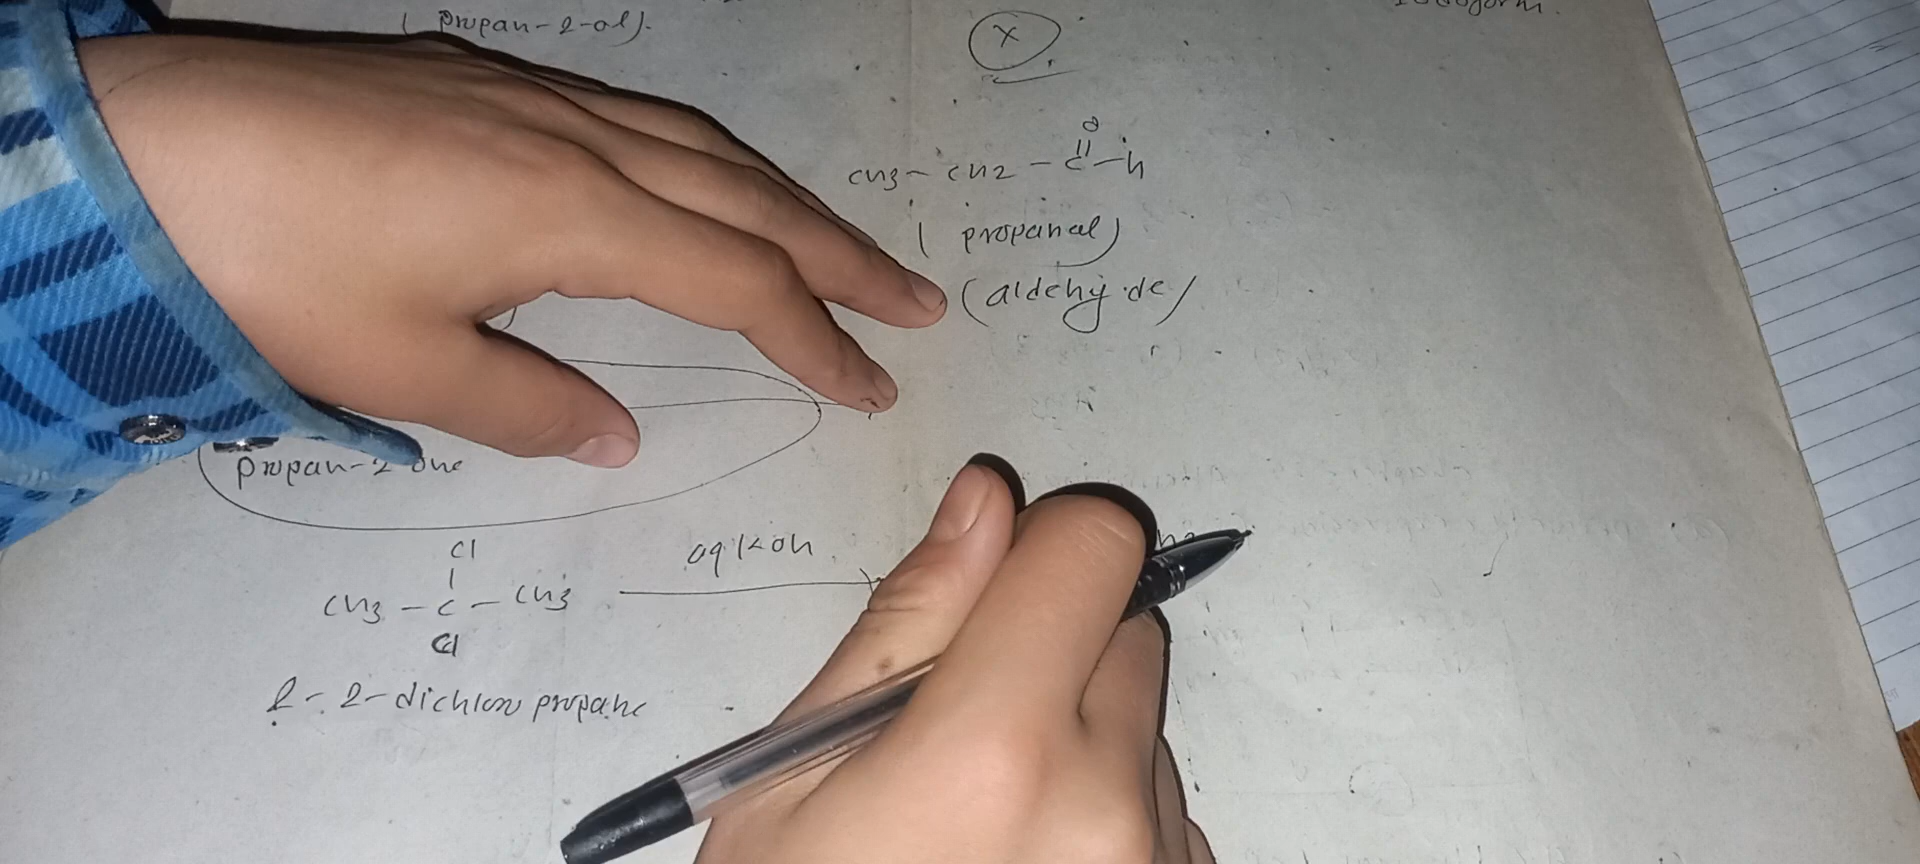 ( propan-2-ol).
X
Iodoform.
O
||
CH3 - CH2 - C - H
( propanal)
(aldehyde)
propan-2 one
Cl
|
CH3 - C - CH3
Cl
aq KOH
2-2-dichloro propane